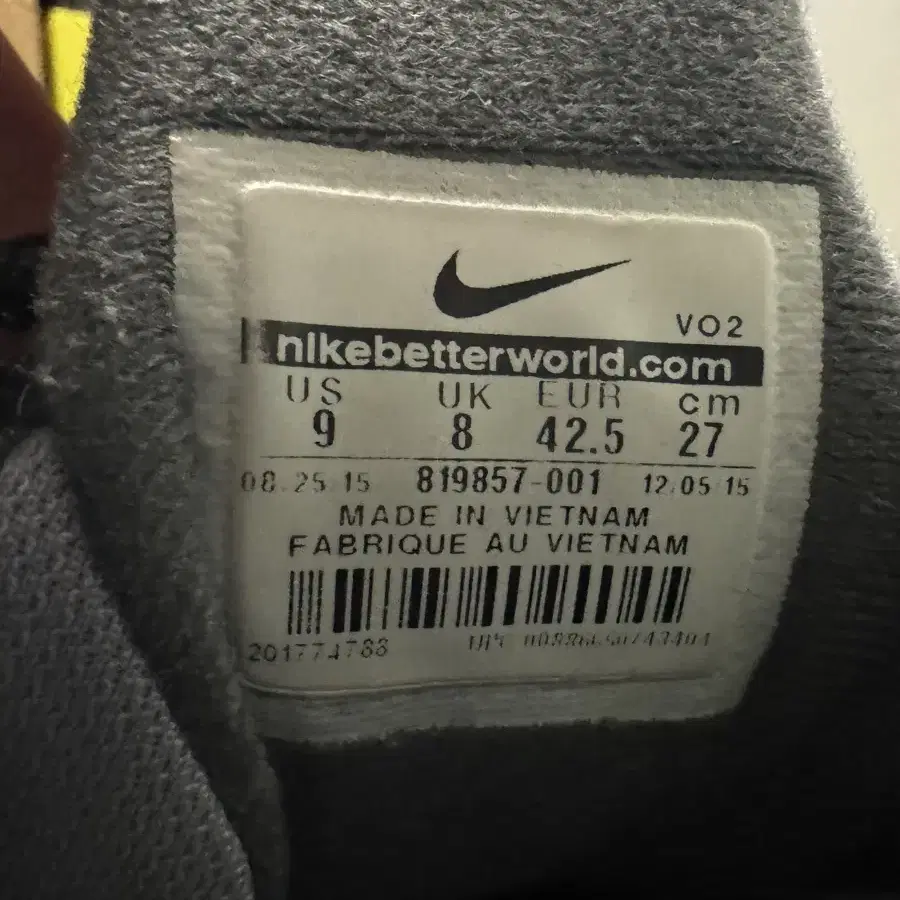 VO2
nikebetterworld.com
US UK EUR cm
9 8 42.5 27
08.25.15 819857-001 12.05.15
MADE IN VIETNAM
FABRIQUE AU VIETNAM
201774788